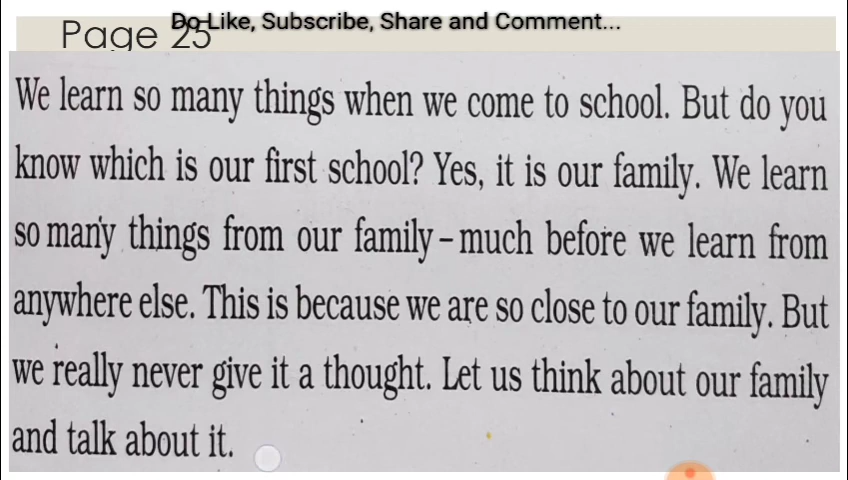 Do Like, Subscribe, Share and Comment...
Page 25
We learn so many things when we come to school. But do you
know which is our first school? Yes, it is our family. We learn
so many things from our family – much before we learn from
anywhere else. This is because we are so close to our family. But
we really never give it a thought. Let us think about our family
and talk about it.